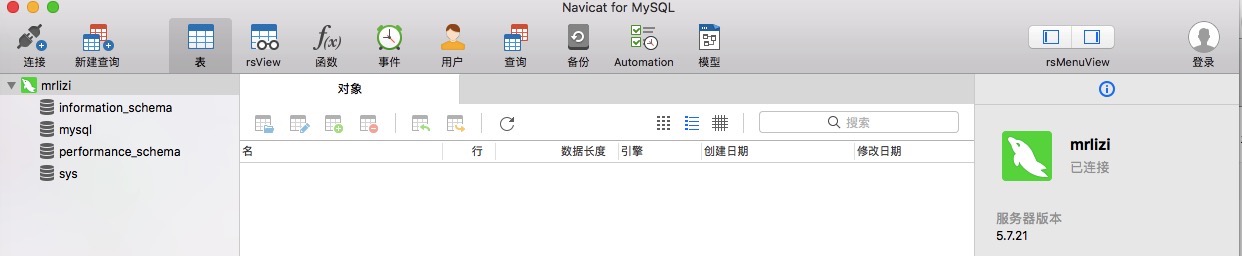 Navicat for MySQL
f(x)
连接 新建查询 表 rsView 函数 事件 用户 查询 备份 Automation 模型 rsMenuView 登录
mrlizi
information_schema
mysql
performance_schema
sys
对象
搜索
名 行 数据长度 引擎 创建日期 修改日期
mrlizi
已连接
服务器版本
5.7.21